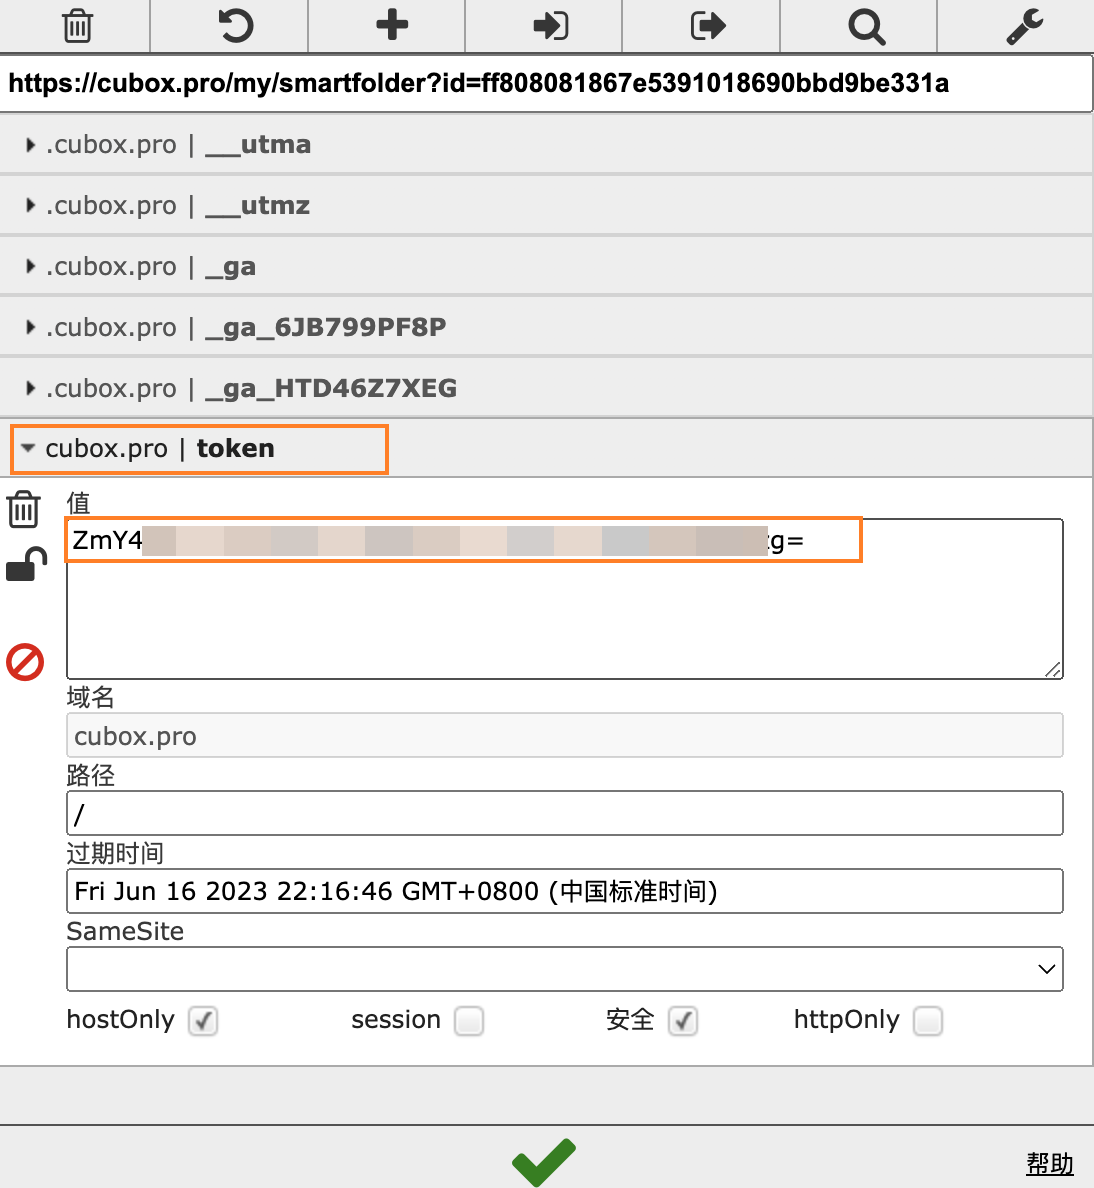 https://cubox.pro/my/smartfolder?id=ff808081867e5391018690bbd9be331a
.cubox.pro | __utma
.cubox.pro | __utmz
.cubox.pro | _ga
.cubox.pro | _ga_6JB799PF8P
.cubox.pro | _ga_HTD46Z7XEG
cubox.pro | token
值
ZmY4 g=
域名
cubox.pro
路径
/
过期时间
Fri Jun 16 2023 22:16:46 GMT+0800 (中国标准时间)
SameSite
hostOnly session 安全 httpOnly
帮助